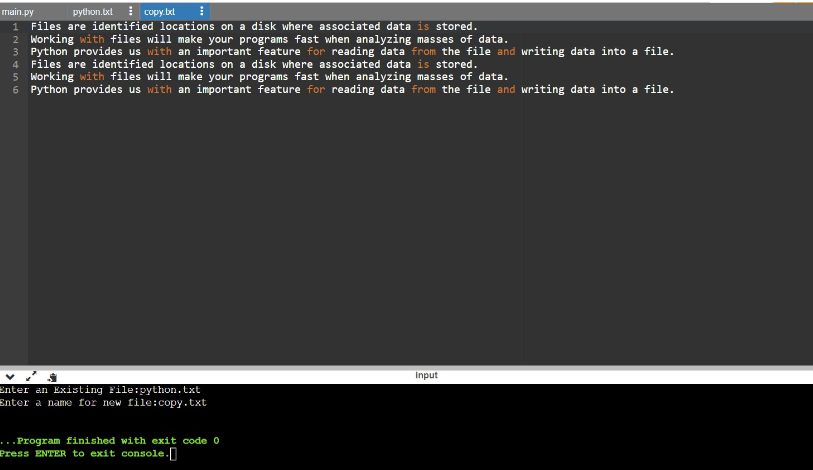 main.py python.txt copy.txt
1 Files are identified locations on a disk where associated data is stored.
2 Working with files will make your programs fast when analyzing masses of data.
3 Python provides us with an important feature for reading data from the file and writing data into a file.
4 Files are identified locations on a disk where associated data is stored.
5 Working with files will make your programs fast when analyzing masses of data.
6 Python provides us with an important feature for reading data from the file and writing data into a file.
input
Enter an Existing File:python.txt
Enter a name for new file:copy.txt
...Program finished with exit code 0
Press ENTER to exit console.